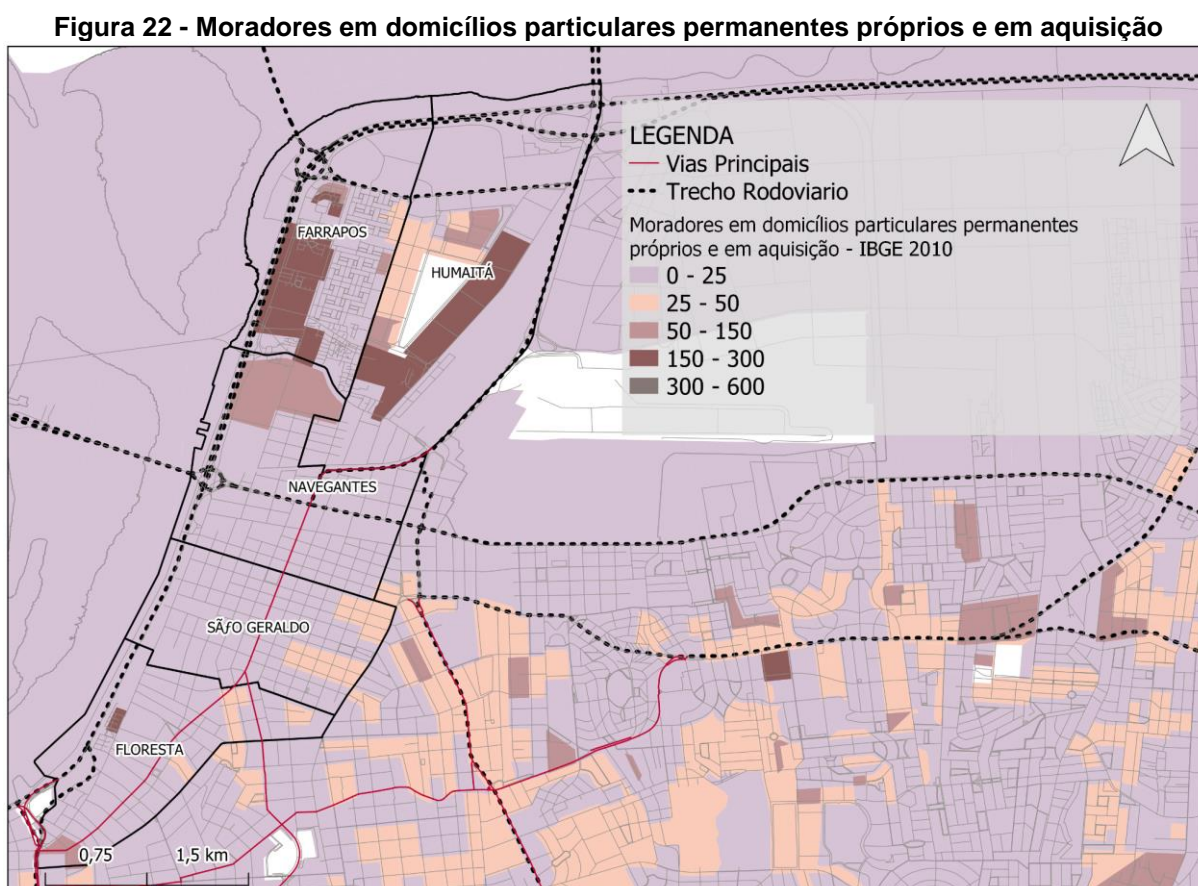 Figura 22 - Moradores em domicílios particulares permanentes próprios e em aquisição
LEGENDA
Vias Principais
Trecho Rodoviario
Moradores em domicílios particulares permanentes
próprios e em aquisição - IBGE 2010
0 - 25
25 - 50
50 - 150
150 - 300
300 - 600
FARRAPOS
HUMAITÁ
NAVEGANTES
SÃƒO GERALDO
FLORESTA
0,75 1,5 km